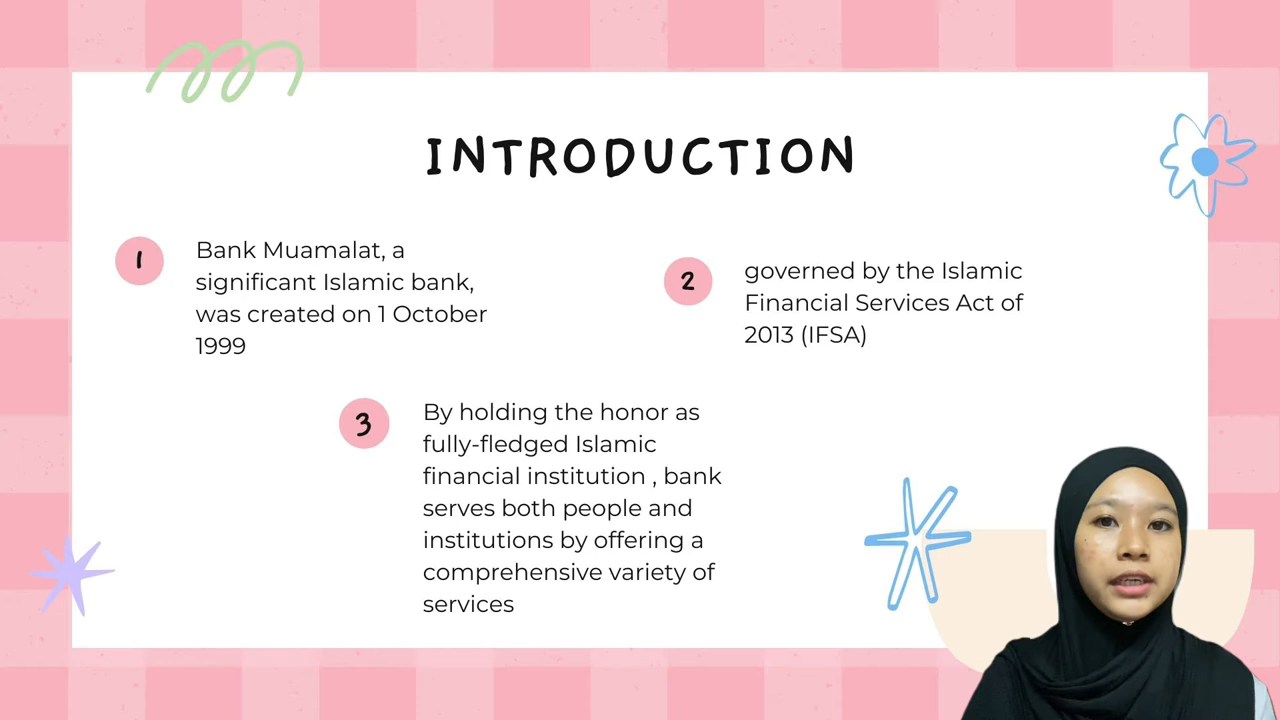 INTRODUCTION
1
Bank Muamalat, a
significant Islamic bank,
was created on 1 October
1999
2
governed by the Islamic
Financial Services Act of
2013 (IFSA)
3
By holding the honor as
fully-fledged Islamic
financial institution , bank
serves both people and
institutions by offering a
comprehensive variety of
services